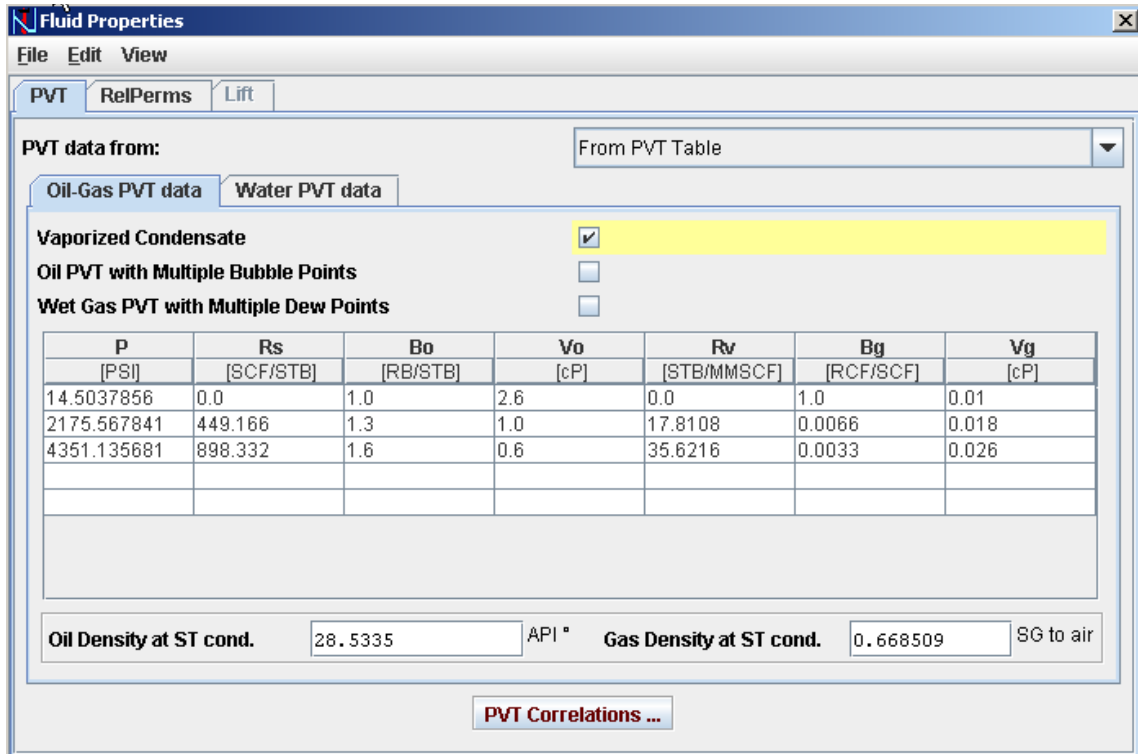 Fluid Properties
File Edit View
PVT RelPerms Lift
PVT data from: From PVT Table
Oil-Gas PVT data Water PVT data
Vaporized Condensate
Oil PVT with Multiple Bubble Points
Wet Gas PVT with Multiple Dew Points
P Rs Bo Vo Rv Bg Vg
[PSI] [SCF/STB] [RB/STB] [cP] [STB/MMSCF] [RCF/SCF] [cP]
14.5037856 0.0 1.0 2.6 0.0 1.0 0.01
2175.567841 449.166 1.3 1.0 17.8108 0.0066 0.018
4351.135681 898.332 1.6 0.6 35.6216 0.0033 0.026
Oil Density at ST cond. 28.5335 API ° Gas Density at ST cond. 0.668509 SG to air
PVT Correlations ...